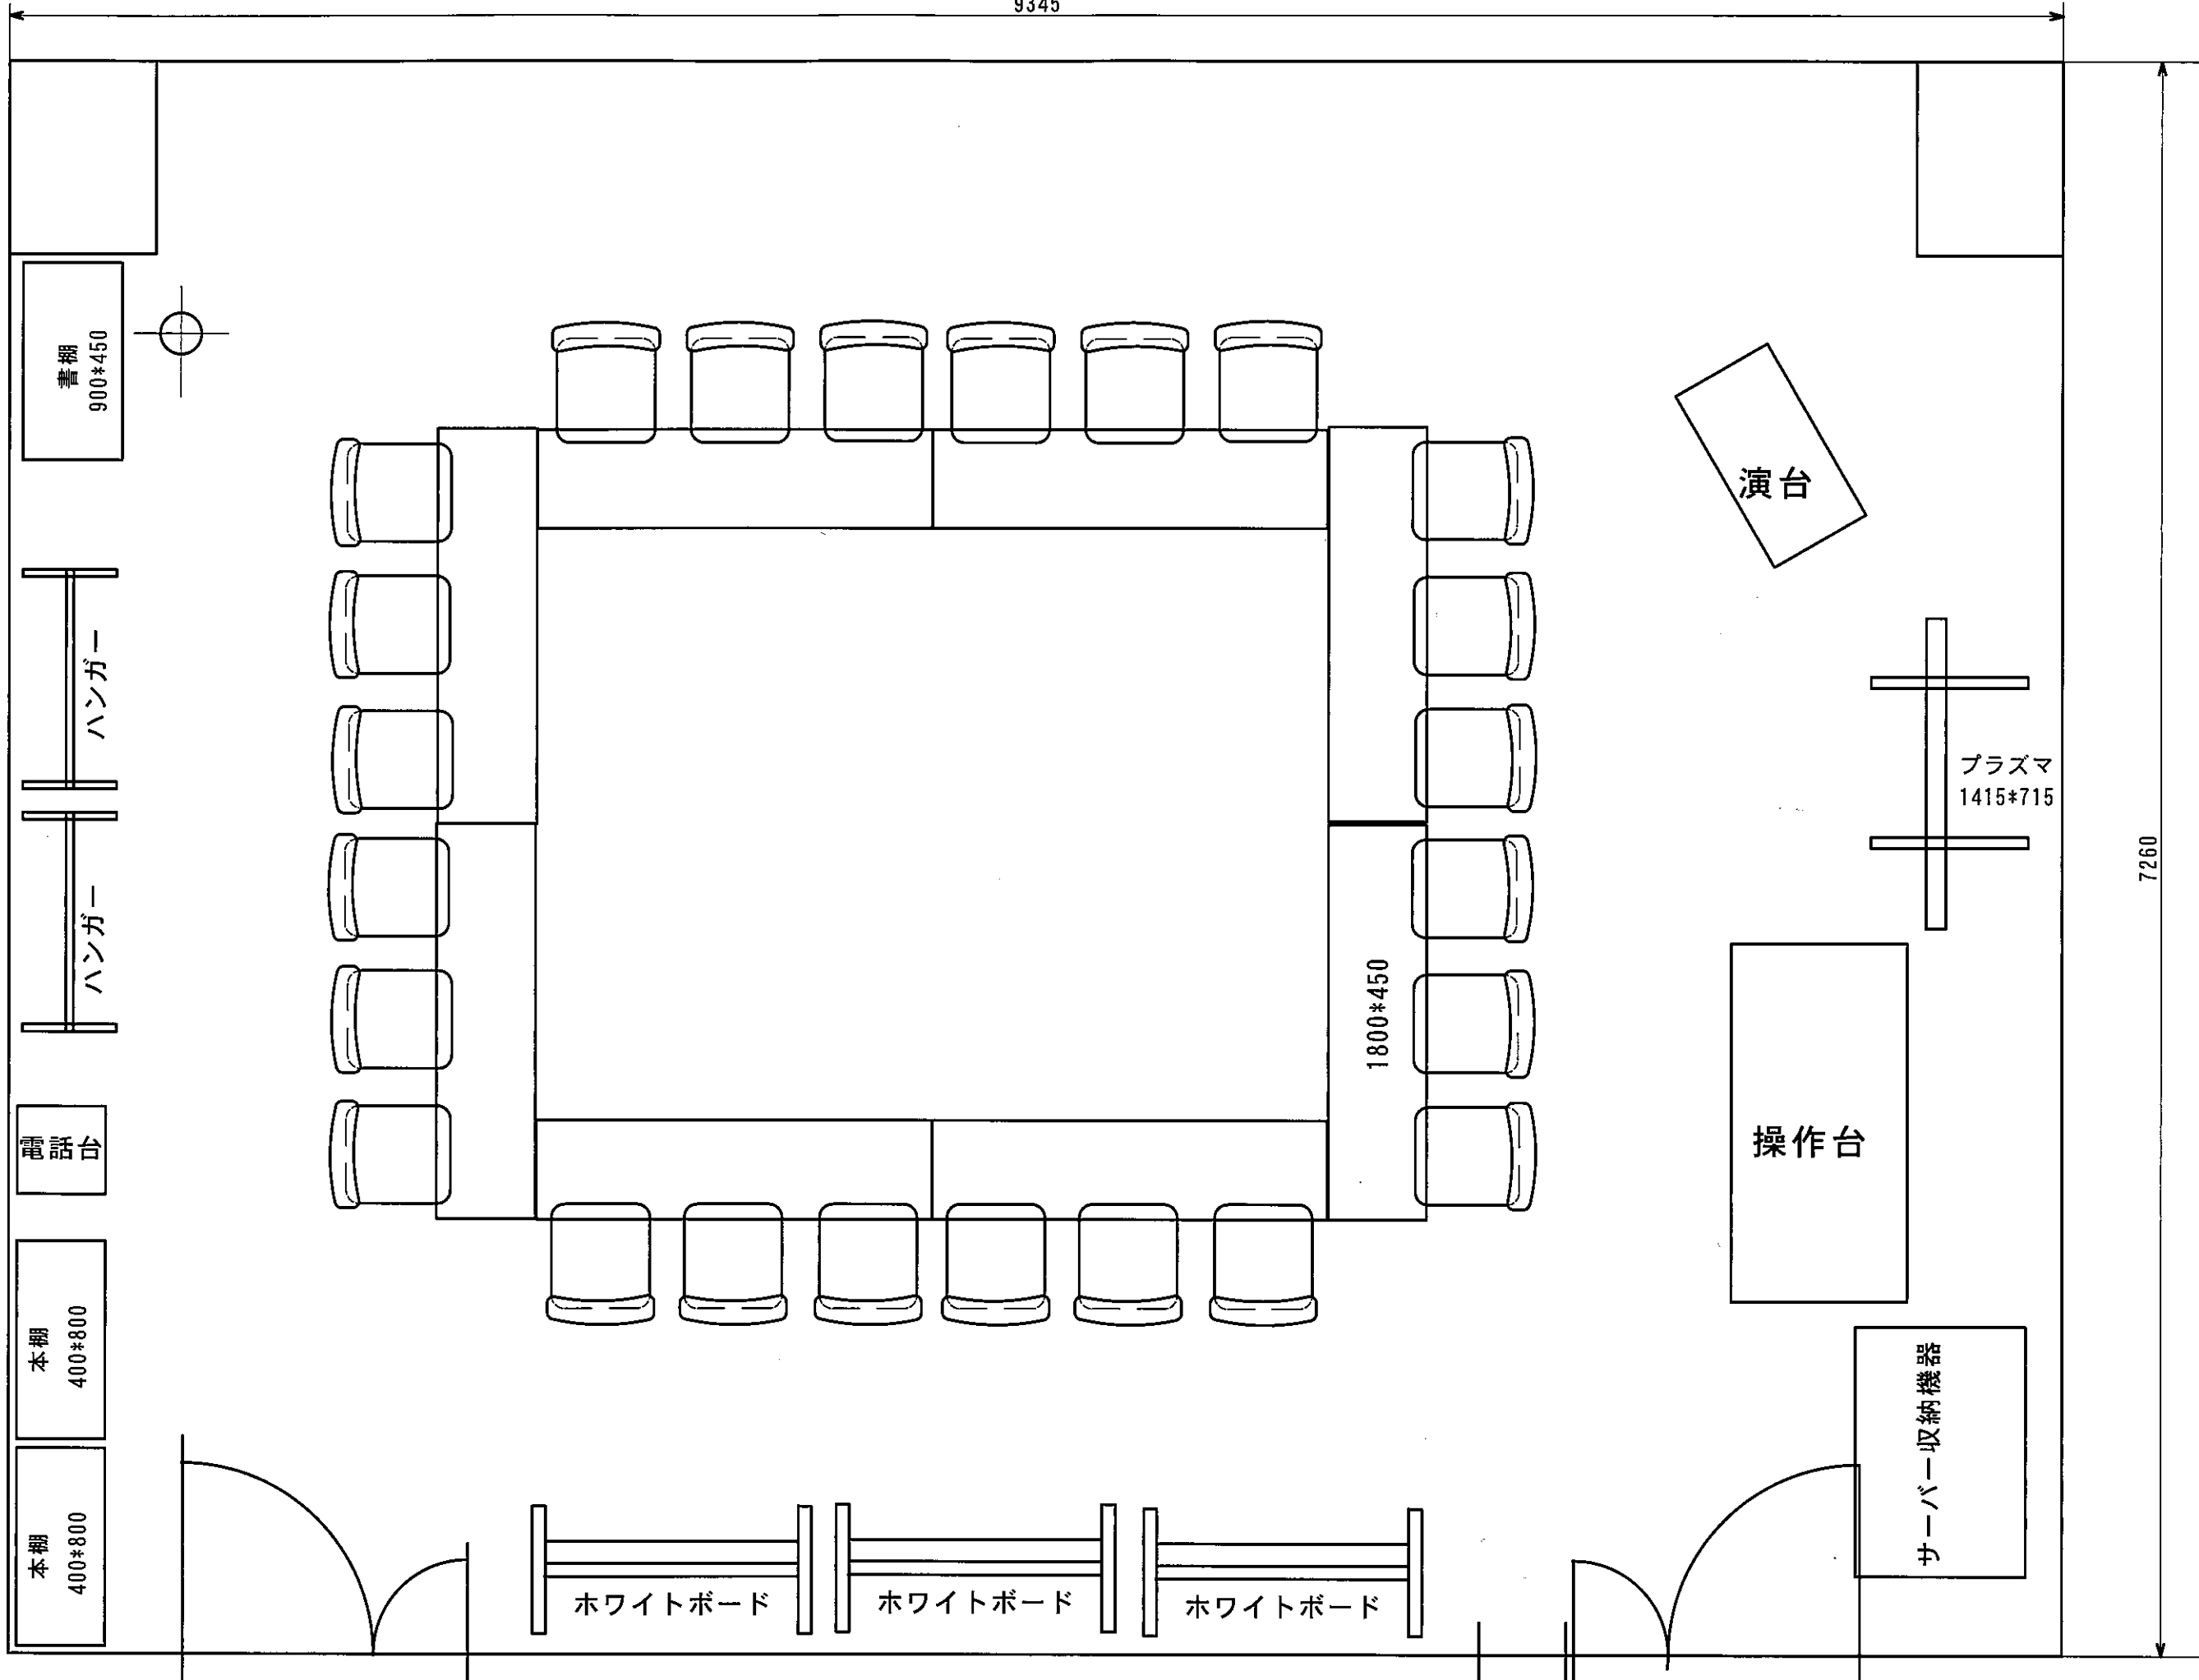 9345
書棚
900*450
演台
ハンガー
プラズマ
1415*715
7260
ハンガー
1800*450
電話台
操作台
本棚
400*800
サーバー収納機器
本棚
400*800
ホワイトボード
ホワイトボード
ホワイトボード